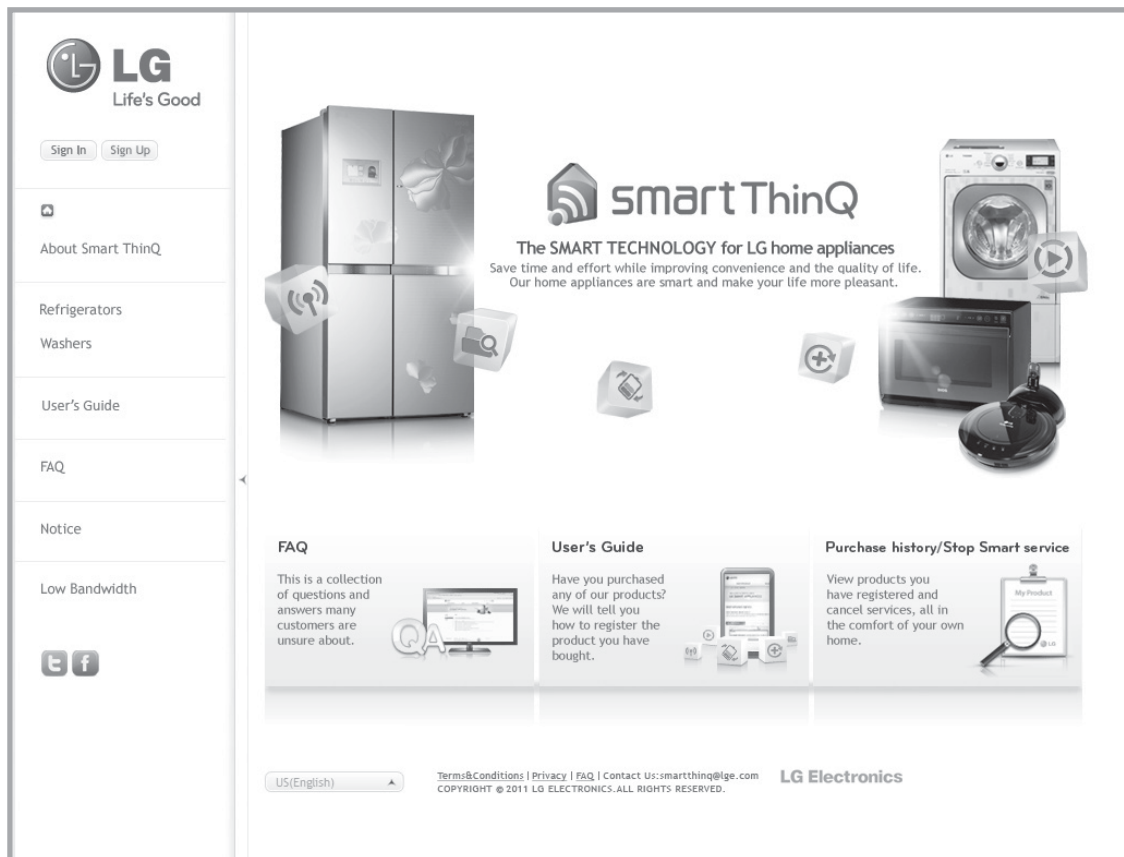 LG
Life's Good
Sign In
Sign Up
About Smart ThinQ
Refrigerators
Washers
User's Guide
FAQ
Notice
Low Bandwidth
smart ThinQ
The SMART TECHNOLOGY for LG home appliances
Save time and effort while improving convenience and the quality of life.
Our home appliances are smart and make your life more pleasant.
FAQ
This is a collection
of questions and
answers many
customers are
unsure about.
QA
User's Guide
Have you purchased
any of our products?
We will tell you
how to register the
product you have
bought.
Purchase history/Stop Smart service
View products you
have registered and
cancel services, all in
the comfort of your own
home.
My Product
LG
US(English)
Terms&Conditions | Privacy | FAQ | Contact Us:smartthinq@lge.com
COPYRIGHT © 2011 LG ELECTRONICS.ALL RIGHTS RESERVED.
LG Electronics